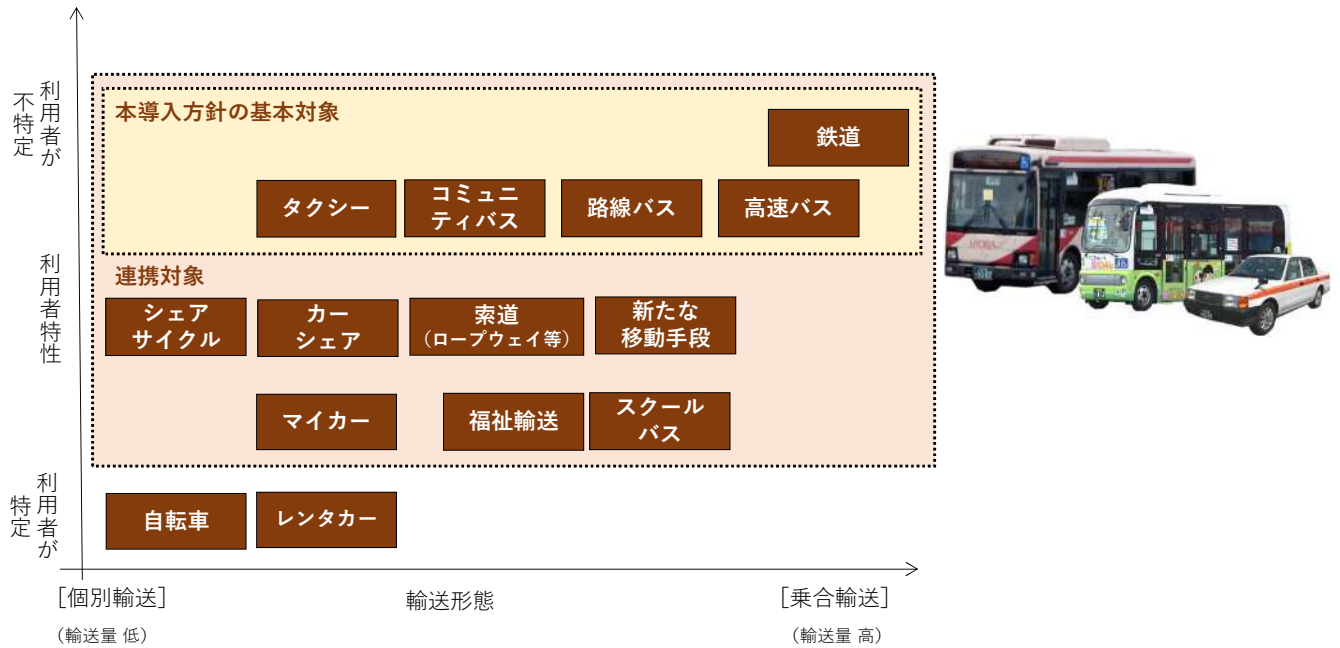 利用者が
不特定
本導入方針の基本対象
鉄道
タクシー
コミュニ
ティバス
路線バス
高速バス
利用者特性
連携対象
シェア
サイクル
カー
シェア
索道
（ロープウェイ等）
新たな
移動手段
マイカー
福祉輸送
スクール
バス
利用者が
特定
自転車
レンタカー
［個別輸送］
輸送形態
［乗合輸送］
（輸送量 低）
（輸送量 高）